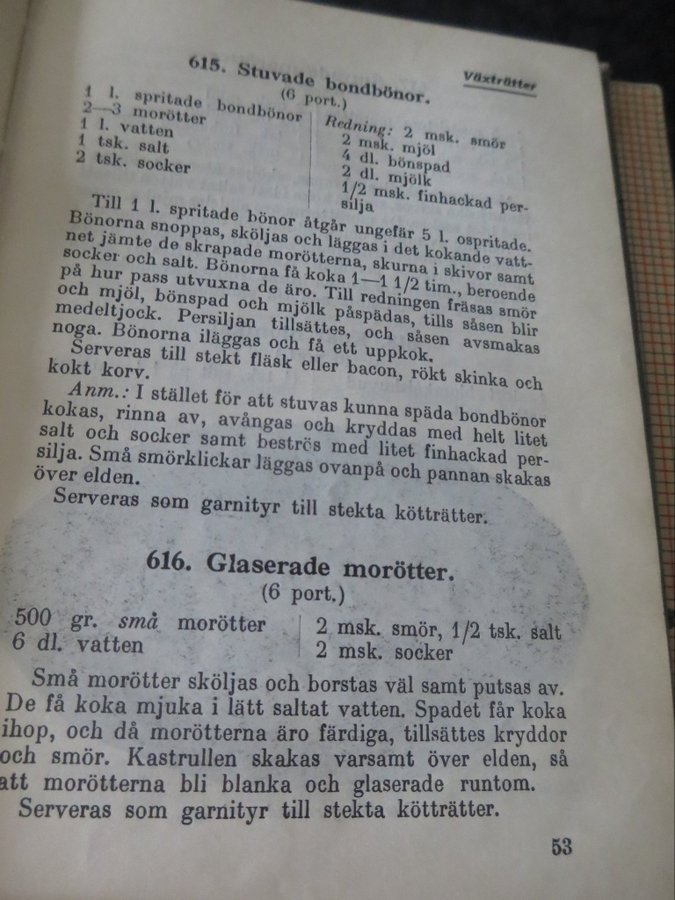 Växträtter
615. Stuvade bondbönor.
(6 port.)
1 l. spritade bondbönor
2—3 morötter
1 l. vatten
1 tsk. salt
2 tsk. socker
Redning: 2 msk. smör
2 msk. mjöl
4 dl. bönspad
2 dl. mjölk
1/2 msk. finhackad per-
silja
Till 1 l. spritade bönor åtgår ungefär 5 l. ospritade.
Bönorna snoppas, sköljas och läggas i det kokande vatt-
net jämte de skrapade morötterna, skurna i skivor samt
socker och salt. Bönorna få koka 1—1 1/2 tim., beroende
på hur pass utvuxna de äro. Till redningen fräsas smör
och mjöl, bönspad och mjölk påspädas, tills såsen blir
medeltjock. Persiljan tillsättes, och såsen avsmakas
noga. Bönorna iläggas och få ett uppkok.
Serveras till stekt fläsk eller bacon, rökt skinka och
kokt korv.
Anm.: I stället för att stuvas kunna späda bondbönor
kokas, rinna av, avångas och kryddas med helt litet
salt och socker samt beströs med litet finhackad per-
silja. Små smörklickar läggas ovanpå och pannan skakas
över elden.
Serveras som garnityr till stekta kötträtter.
616. Glaserade morötter.
(6 port.)
500 gr. små morötter
6 dl. vatten
2 msk. smör, 1/2 tsk. salt
2 msk. socker
Små morötter sköljas och borstas väl samt putsas av.
De få koka mjuka i lätt saltat vatten. Spadet får koka
ihop, och då morötterna äro färdiga, tillsättes kryddor
och smör. Kastrullen skakas varsamt över elden, så
att morötterna bli blanka och glaserade runtom.
Serveras som garnityr till stekta kötträtter.
53